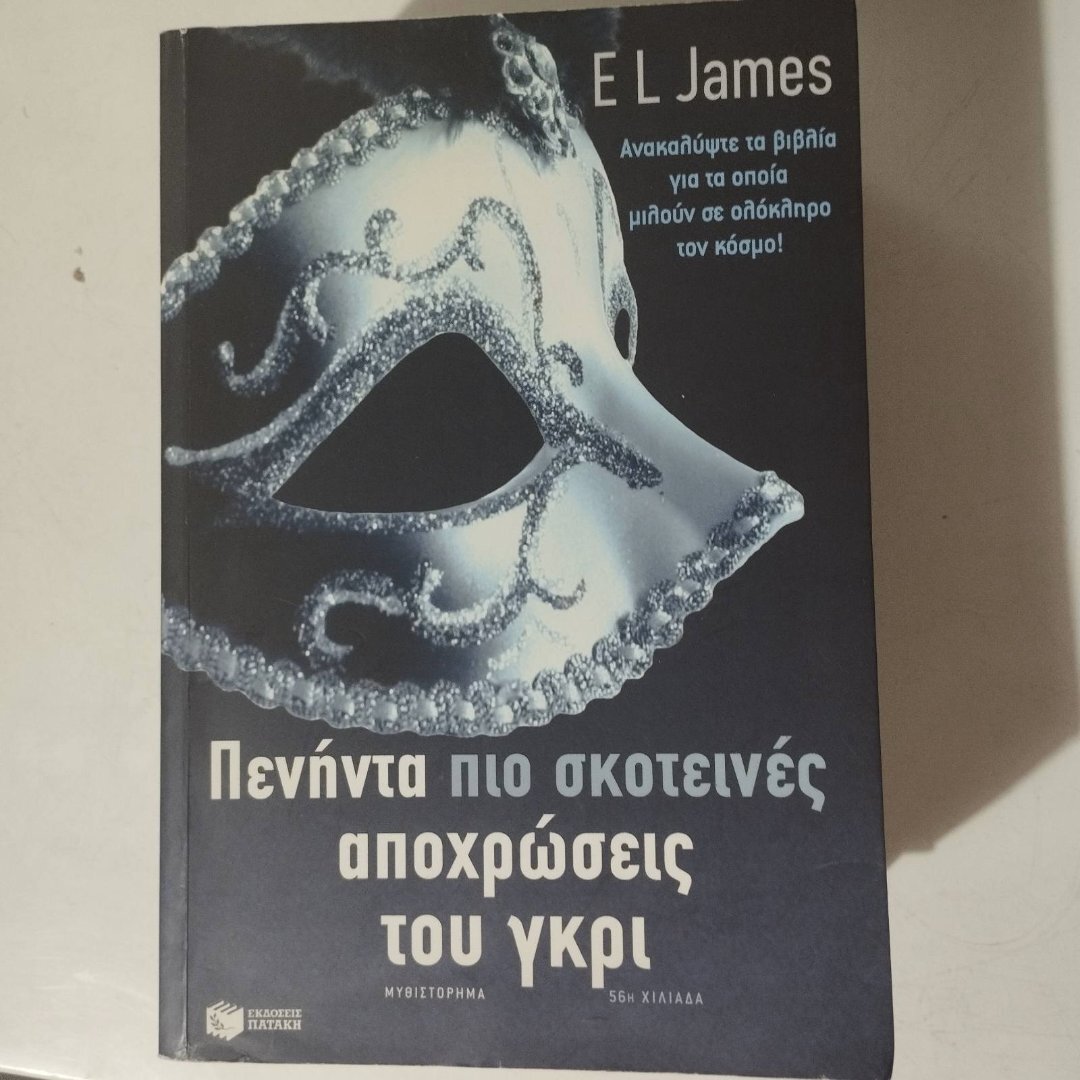 E L James
Ανακαλύψτε τα βιβλία
για τα οποία
μιλούν σε ολόκληρο
τον κόσμο!
Πενήντα πιο σκοτεινές
αποχρώσεις
του γκρι
ΜΥΘΙΣΤΟΡΗΜΑ
56η ΧΙΛΙΑΔΑ
ΕΚΔΟΣΕΙΣ
ΠΑΤΑΚΗ